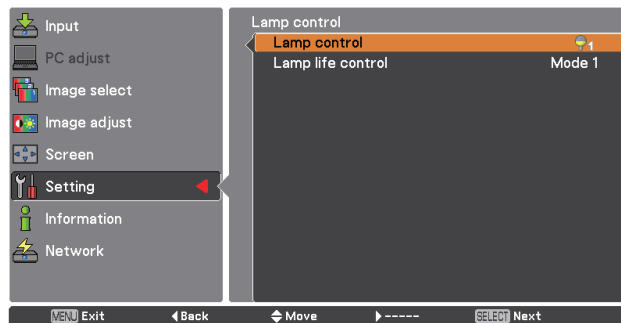 Input
PC adjust
Image select
Image adjust
Screen
Setting
Information
Network
Lamp control
Lamp control 1
Lamp life control Mode 1
MENU Exit Back Move ----- SELECT Next